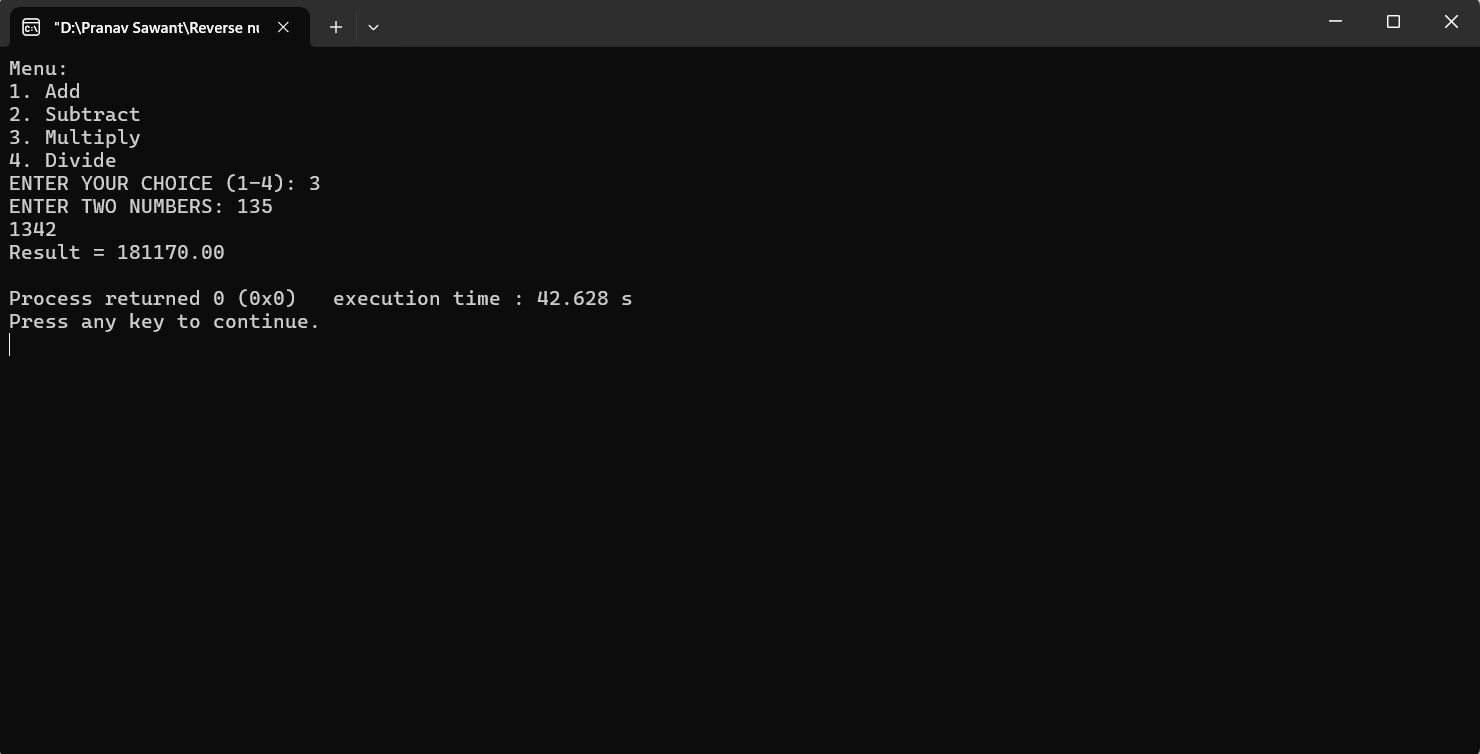 "D:\Pranav Sawant\Reverse
Menu:
1. Add
2. Subtract
3. Multiply
4. Divide
ENTER YOUR CHOICE (1-4): 3
ENTER TWO NUMBERS: 135
1342
Result = 181170.00
Process returned 0 (0x0)   execution time : 42.628 s
Press any key to continue.